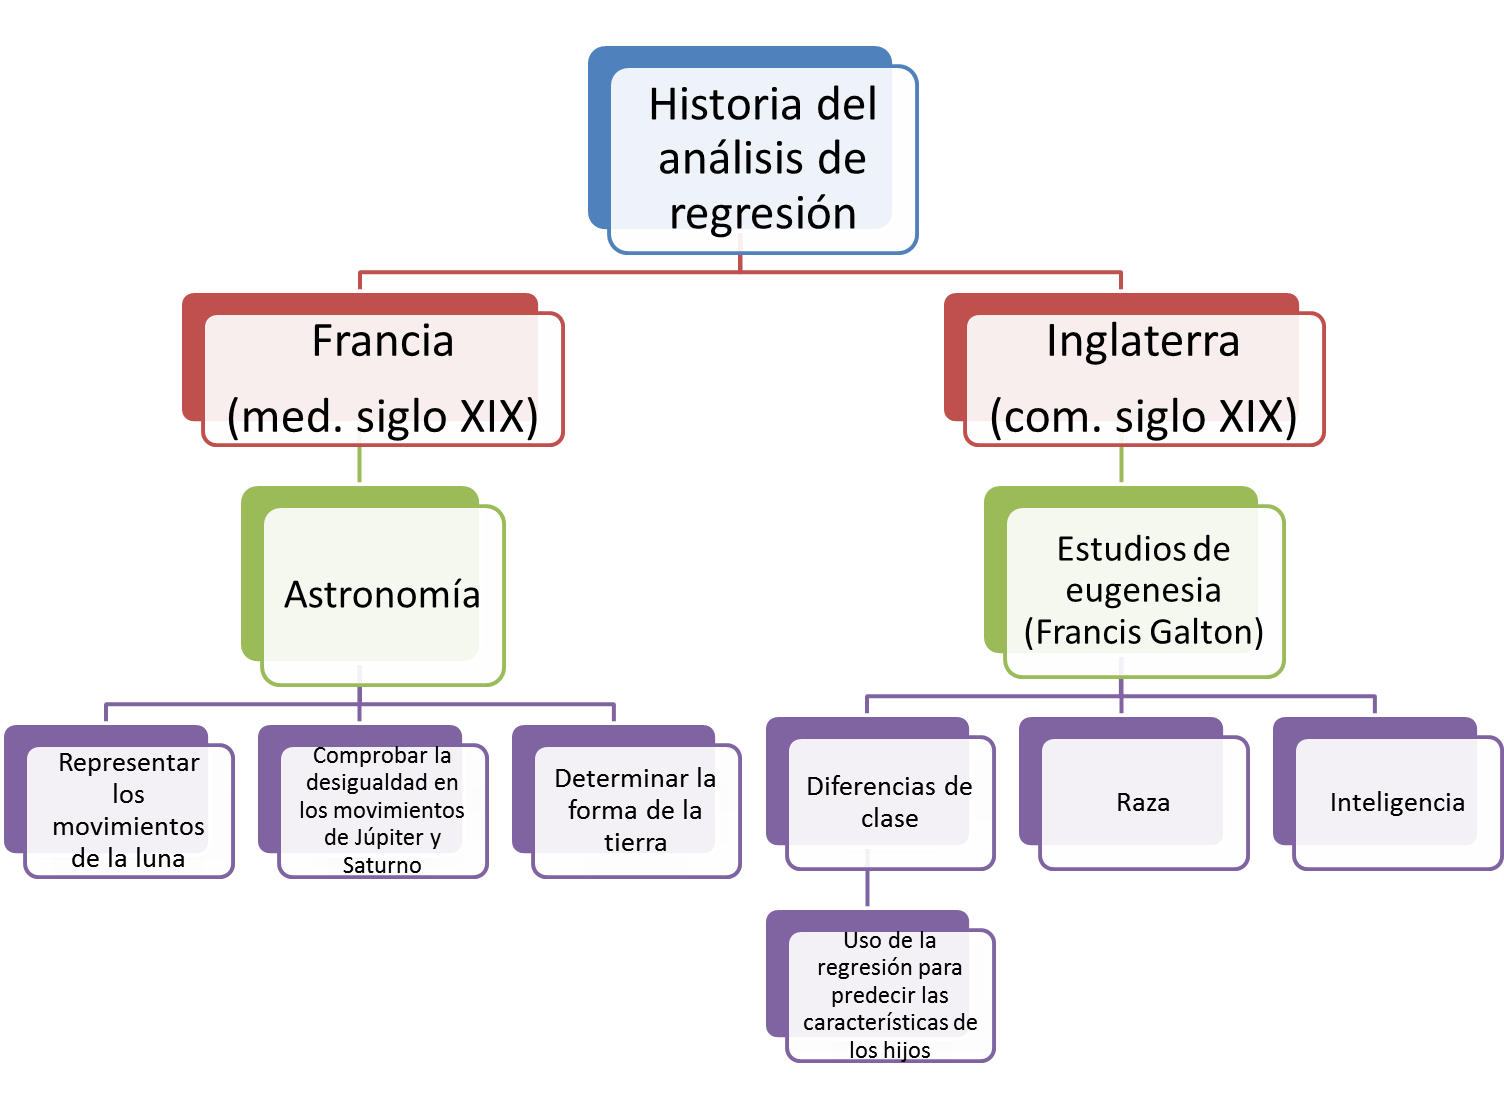 Historia del
análisis de
regresión
Francia
(med. siglo XIX)
Inglaterra
(com. siglo XIX)
Astronomía
Estudios de
eugenesia
(Francis Galton)
Representar
los
movimientos
de la luna
Comprobar la
desigualdad en
los movimientos
de Júpiter y
Saturno
Determinar la
forma de la
tierra
Diferencias de
clase
Raza
Inteligencia
Uso de la
regresión para
predecir las
características de
los hijos